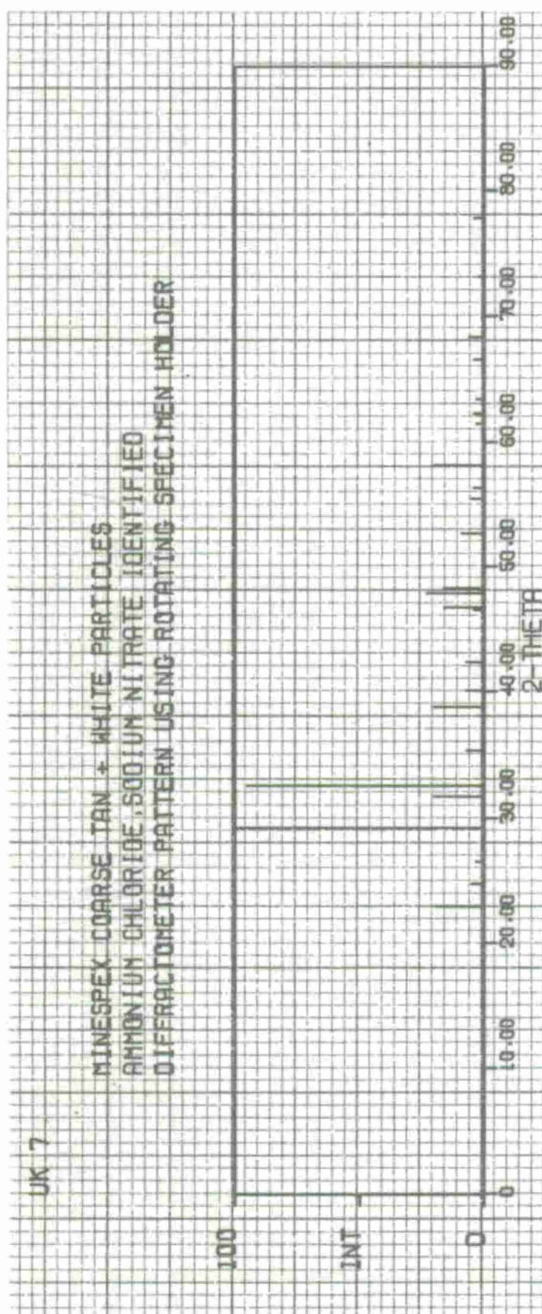 UK 7
MINESPEX COARSE TAN + WHITE PARTICLES
AMMONIUM CHLORIDE,SODIUM NITRATE IDENTIFIED
DIFFRACTOMETER PATTERN USING ROTATING SPECIMEN HOLDER
100
INT
0
0 10.00 20.00 30.00 40.00 50.00 60.00 70.00 80.00 90.00
2-THETA